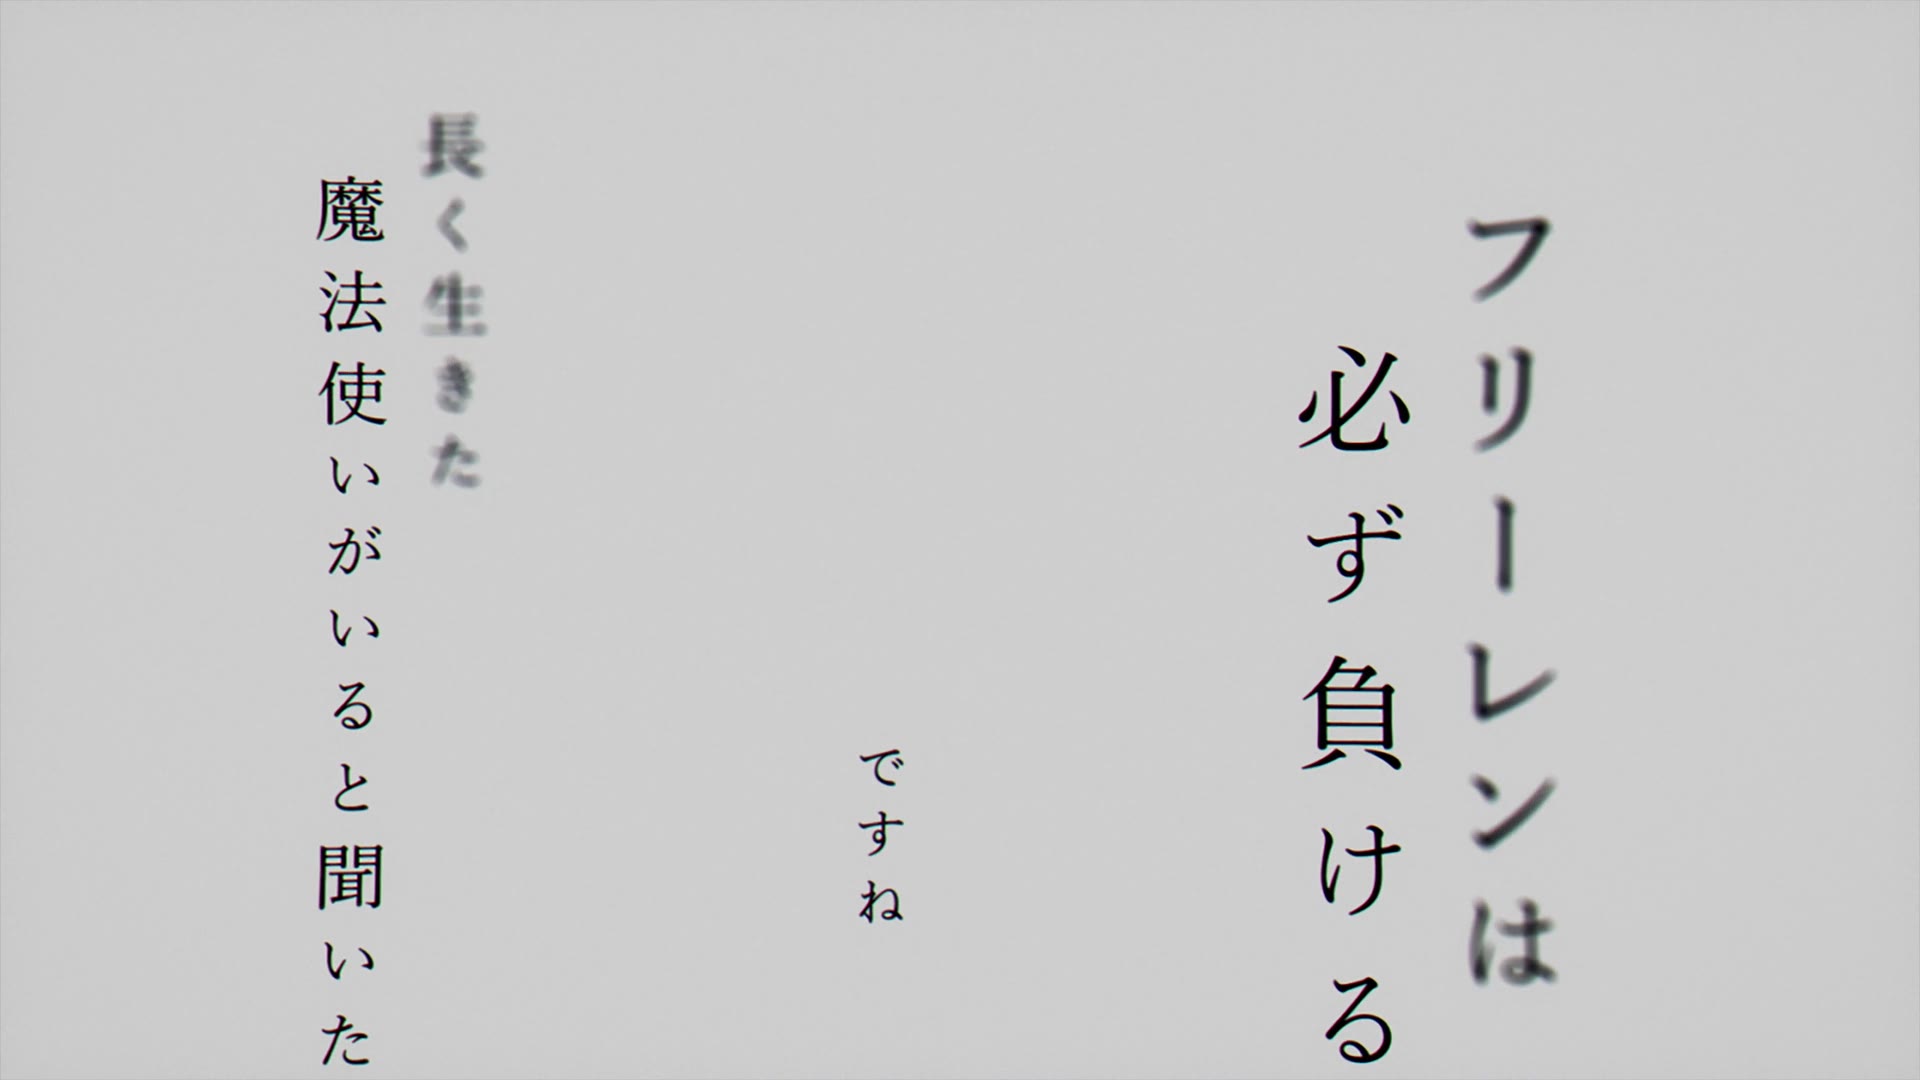 フリーレンは
必ず負ける
ですね
長く生きた
魔法使いがいると聞いた